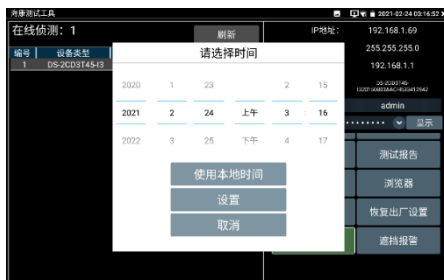 海康测试工具
2021-02-24 03:16:52
在线侦测：1
刷新
IP地址：
192.168.1.69
编号
设备类型
255.255.255.0
1
DS-2CD3T45-I3
192.168.1.1
admin
显示
请选择时间
2020 1 23 2 15
2021 2 24 上午 3 16
2022 3 25 下午 4 17
使用本地时间
设置
取消
测试报告
浏览器
恢复出厂设置
遮挡报警